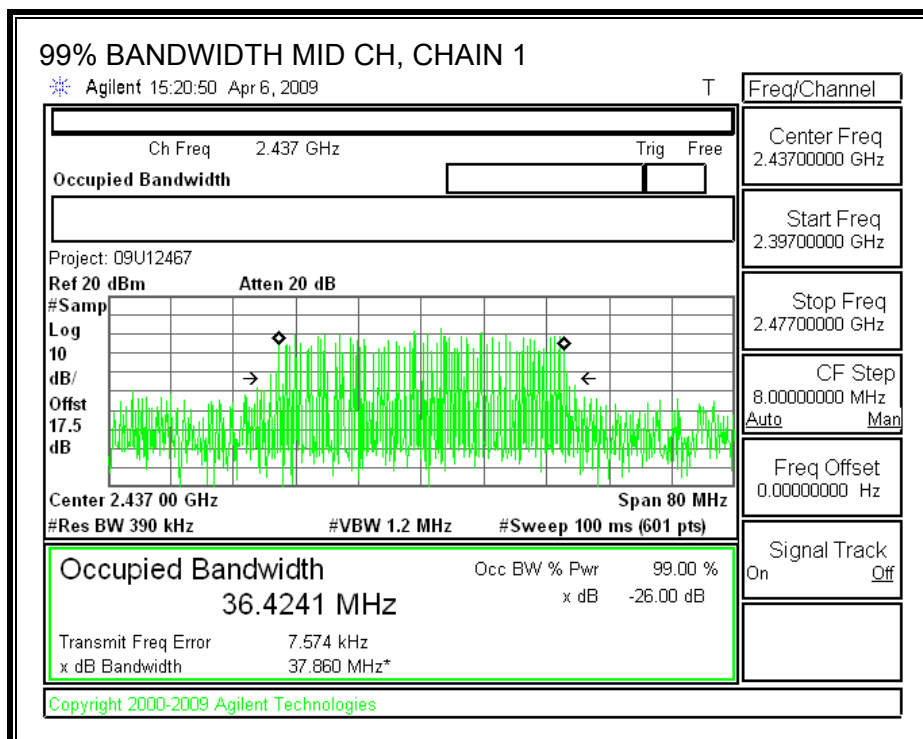 99% BANDWIDTH MID CH, CHAIN 1
Agilent 15:20:50 Apr 6, 2009 T
Freq/Channel
Ch Freq 2.437 GHz Trig Free
Occupied Bandwidth
Center Freq
2.43700000 GHz
Start Freq
2.39700000 GHz
Stop Freq
2.47700000 GHz
CF Step
8.00000000 MHz
Auto Man
Freq Offset
0.00000000 Hz
Signal Track
On Off
Project: 09U12467
Ref 20 dBm Atten 20 dB
#Samp
Log
10
dB/
Offst
17.5
dB
Center 2.437 00 GHz Span 80 MHz
#Res BW 390 kHz #VBW 1.2 MHz #Sweep 100 ms (601 pts)
Occupied Bandwidth Occ BW % Pwr 99.00 %
36.4241 MHz x dB -26.00 dB
Transmit Freq Error 7.574 kHz
x dB Bandwidth 37.860 MHz*
Copyright 2000-2009 Agilent Technologies